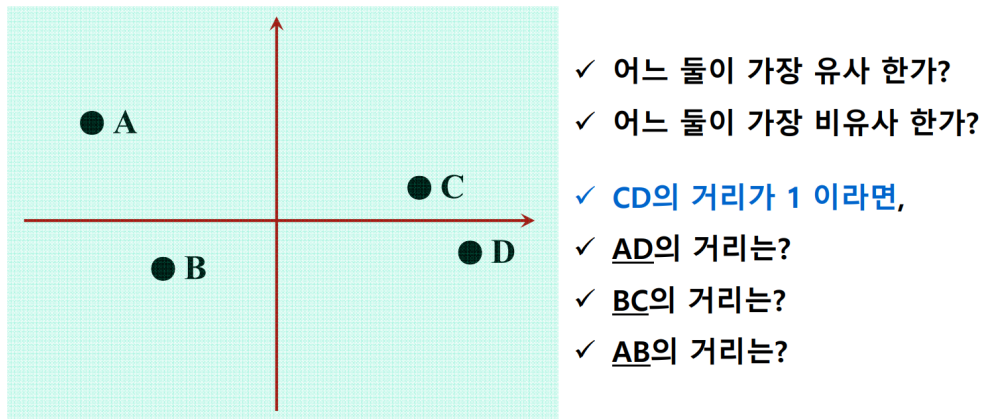 A
C
B
D
✓ 어느 둘이 가장 유사 한가?
✓ 어느 둘이 가장 비유사 한가?
✓ CD의 거리가 1 이라면,
✓ AD의 거리는?
✓ BC의 거리는?
✓ AB의 거리는?